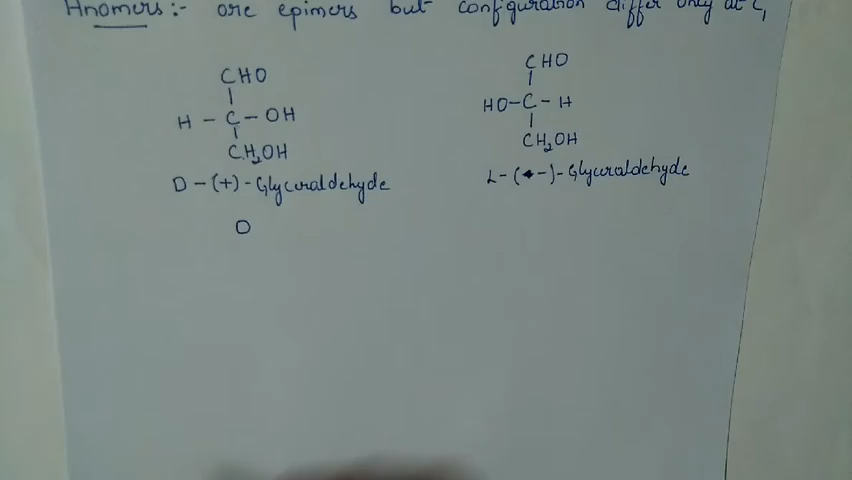 Anomers:- are epimers but configuration differ only at C₁
CHO
|
H - C - OH
|
CH₂OH
D-(+)-Glyceraldehyde
D
CHO
|
HO-C-H
|
CH₂OH
L-(-)-Glyceraldehyde